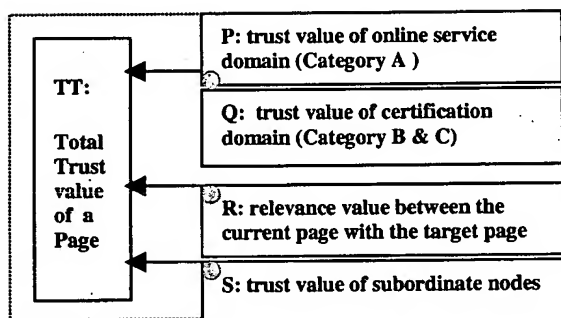 TT:
Total
Trust
value
of a
Page
P: trust value of online service
domain (Category A )
Q: trust value of certification
domain (Category B & C)
R: relevance value between the
current page with the target page
S: trust value of subordinate nodes